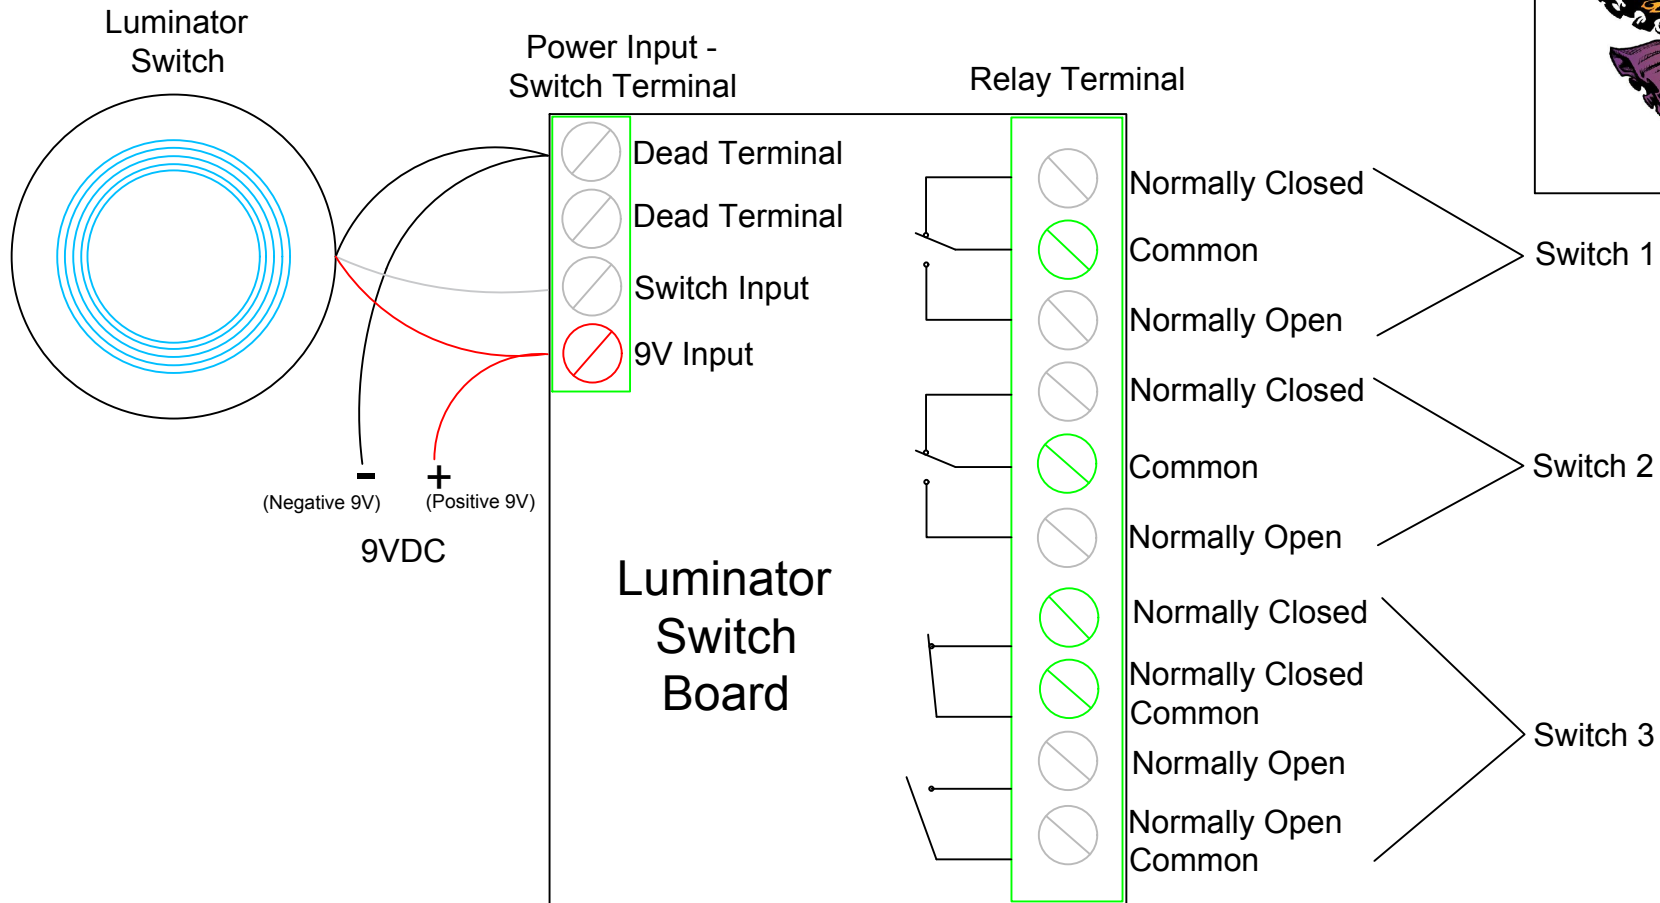 Luminator
Switch
Power Input -
Switch Terminal
Relay Terminal
Dead Terminal
Dead Terminal
Switch Input
9V Input
-
+
(Negative 9V)
(Positive 9V)
9VDC
Luminator
Switch
Board
Normally Closed
Common
Normally Open
Switch 1
Normally Closed
Common
Normally Open
Switch 2
Normally Closed
Normally Closed
Common
Normally Open
Normally Open
Common
Switch 3